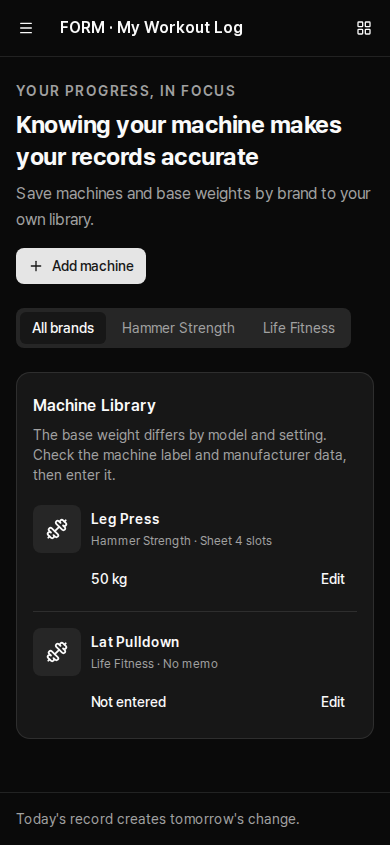 FORM · My Workout Log
YOUR PROGRESS, IN FOCUS
Knowing your machine makes
your records accurate
Save machines and base weights by brand to your
own library.
Add machine
All brands
Hammer Strength
Life Fitness
Machine Library
The base weight differs by model and setting.
Check the machine label and manufacturer data,
then enter it.
Leg Press
Hammer Strength · Sheet 4 slots
50 kg
Edit
Lat Pulldown
Life Fitness · No memo
Not entered
Edit
Today's record creates tomorrow's change.